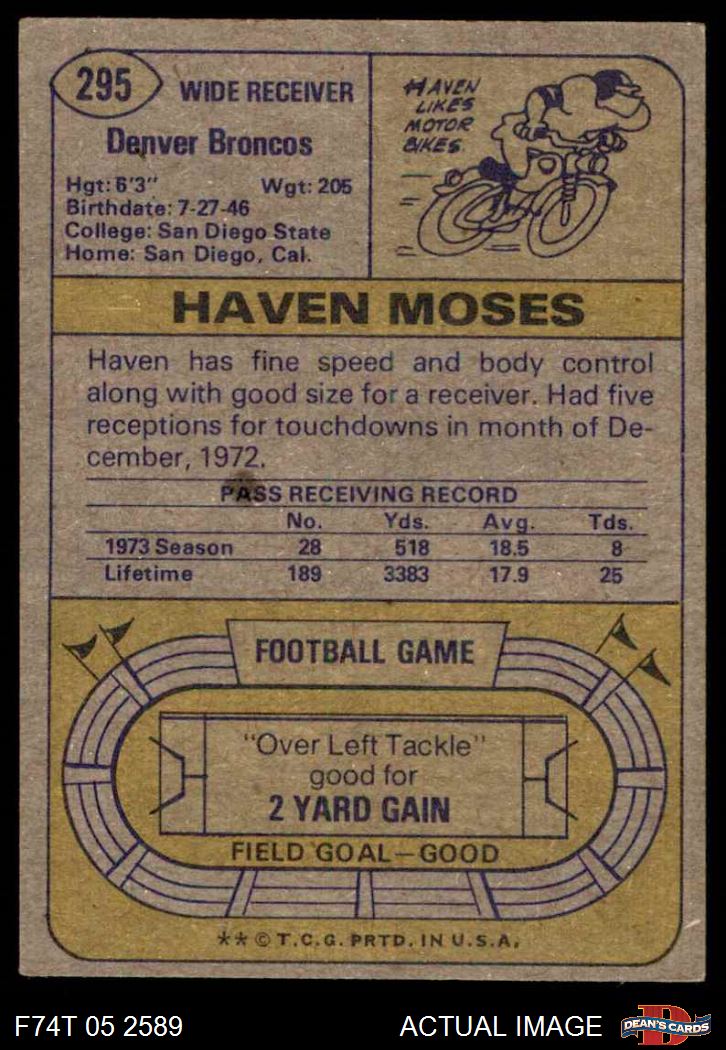 295
WIDE RECEIVER
Denver Broncos
Hgt: 6'3" Wgt: 205
Birthdate: 7-27-46
College: San Diego State
Home: San Diego, Cal.
HAVEN
LIKES
MOTOR
BIKES.
HAVEN MOSES
Haven has fine speed and body control
along with good size for a receiver. Had five
receptions for touchdowns in month of De-
cember, 1972.
PASS RECEIVING RECORD
No. Yds. Avg. Tds.
1973 Season 28 518 18.5 8
Lifetime 189 3383 17.9 25
FOOTBALL GAME
"Over Left Tackle"
good for
2 YARD GAIN
FIELD GOAL—GOOD
** © T.C.G. PRTD. IN U.S.A.
F74T 05 2589
ACTUAL IMAGE
DEAN'S CARDS